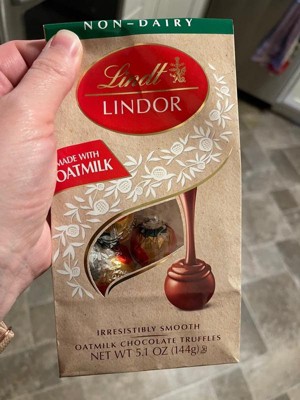 NON-DAIRY
Lindt
LINDOR
MADE WITH
OATMILK
IRRESISTIBLY SMOOTH
OATMILK CHOCOLATE TRUFFLES
NET WT 5.1 OZ (144g)